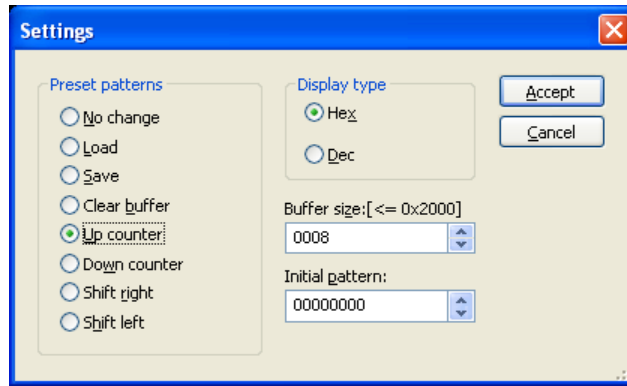 Settings
Preset patterns
No change
Load
Save
Clear buffer
Up counter
Down counter
Shift right
Shift left
Display type
Hex
Dec
Buffer size:[<= 0x2000]
0008
Initial pattern:
00000000
Accept
Cancel